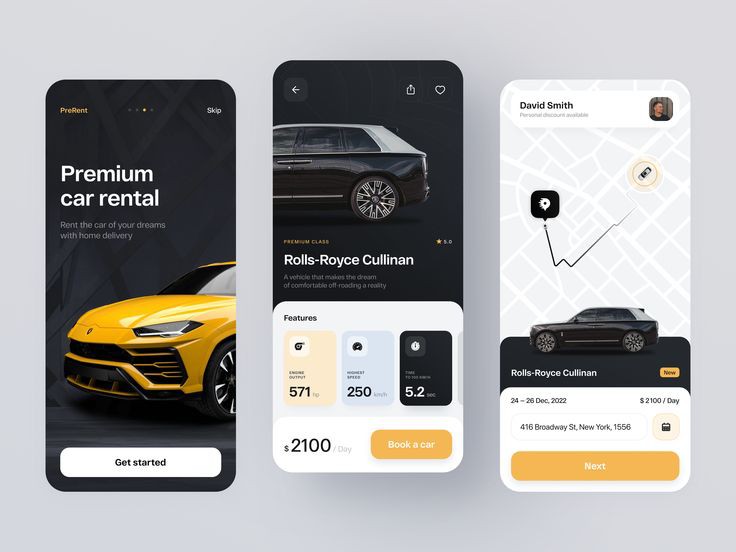 PreRent
Skip
Premium
car rental
Rent the car of your dreams
with home delivery
Get started
PREMIUM CLASS
5.0
Rolls-Royce Cullinan
A vehicle that makes the dream
of comfortable off-roading a reality
Features
ENGINE
OUTPUT
571 hp
HIGHEST
SPEED
250 km/h
TIME
TO 100 KM/H
5.2 sec
$ 2100 / Day
Book a car
David Smith
Personal discount available
Rolls-Royce Cullinan
New
24 – 26 Dec, 2022
$ 2100 / Day
416 Broadway St, New York, 1556
Next